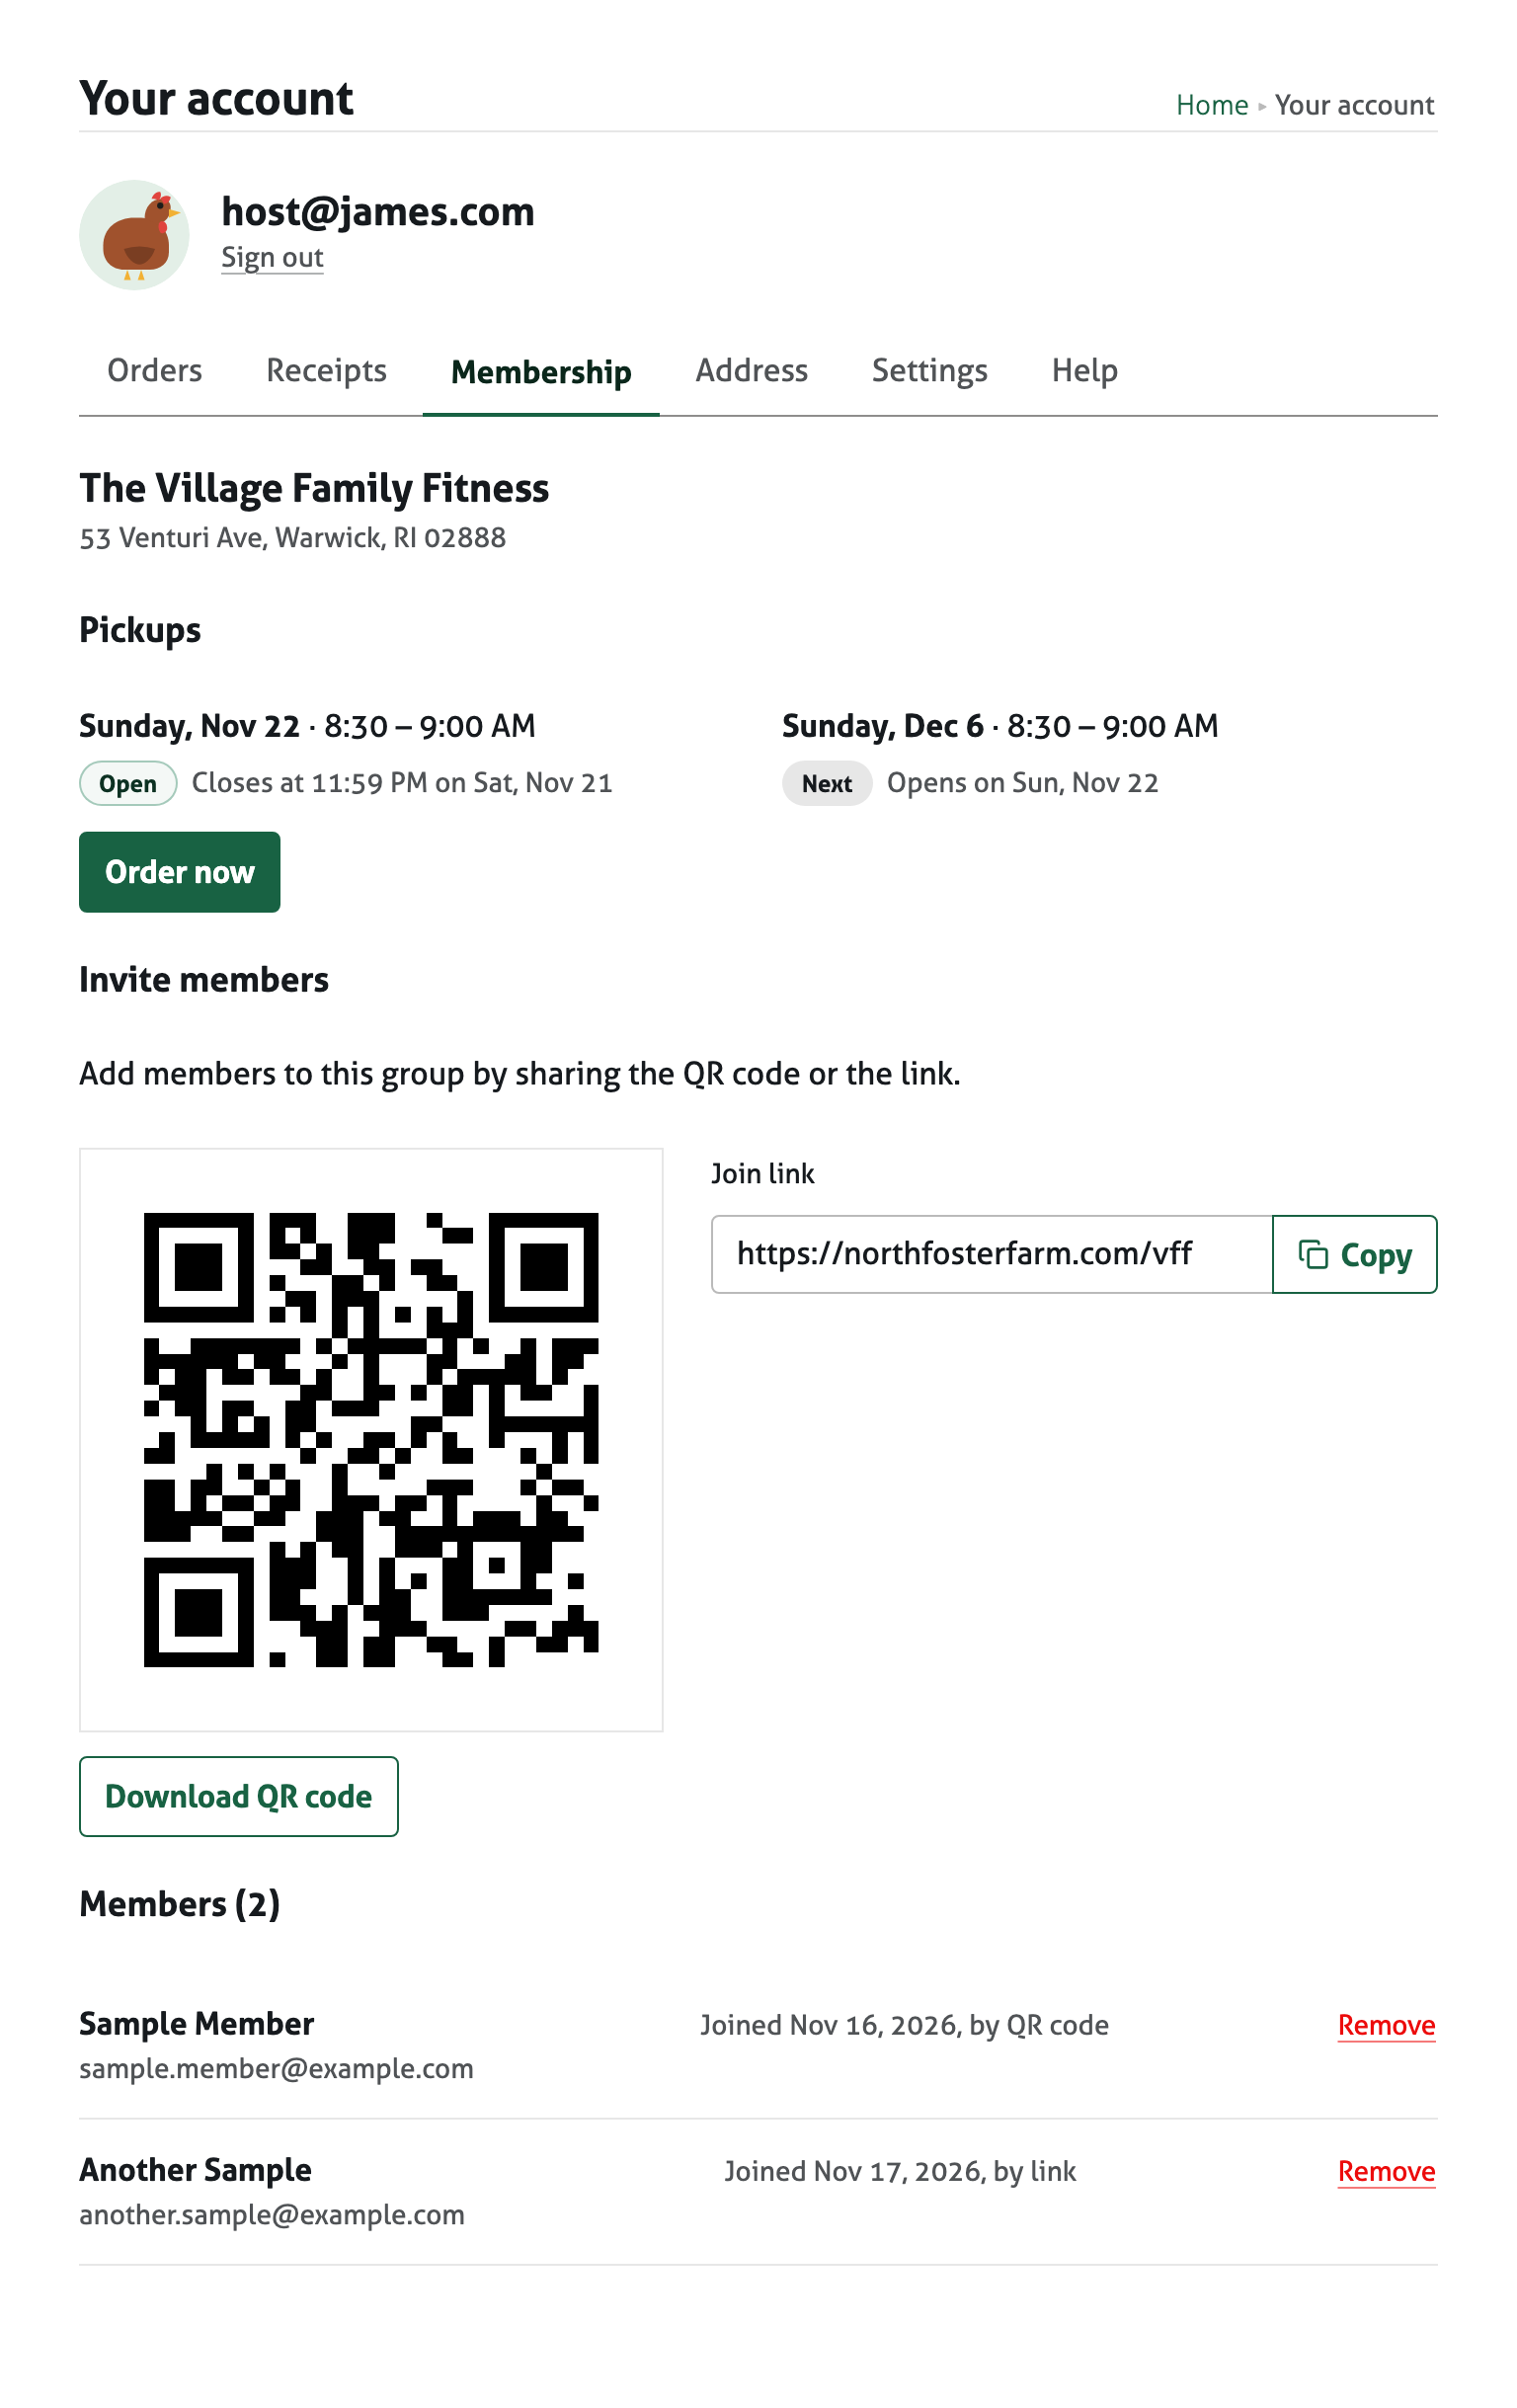 Your account
Home ▸ Your account
host@james.com
Sign out
Orders Receipts Membership Address Settings Help
The Village Family Fitness
53 Venturi Ave, Warwick, RI 02888
Pickups
Sunday, Nov 22 · 8:30 – 9:00 AM
Open Closes at 11:59 PM on Sat, Nov 21
Order now
Sunday, Dec 6 · 8:30 – 9:00 AM
Next Opens on Sun, Nov 22
Invite members
Add members to this group by sharing the QR code or the link.
Join link
https://northfosterfarm.com/vff Copy
Download QR code
Members (2)
Sample Member Joined Nov 16, 2026, by QR code Remove
sample.member@example.com
Another Sample Joined Nov 17, 2026, by link Remove
another.sample@example.com